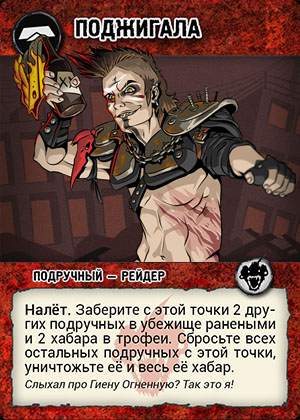 ПОДЖИГАЛА
ПОДРУЧНЫЙ – РЕЙДЕР
Налёт. Заберите с этой точки 2 дру-
гих подручных в убежище ранеными
и 2 хабара в трофеи. Сбросьте всех
остальных подручных с этой точки,
уничтожьте её и весь её хабар.
Слыхал про Гиену Огненную? Так это я!